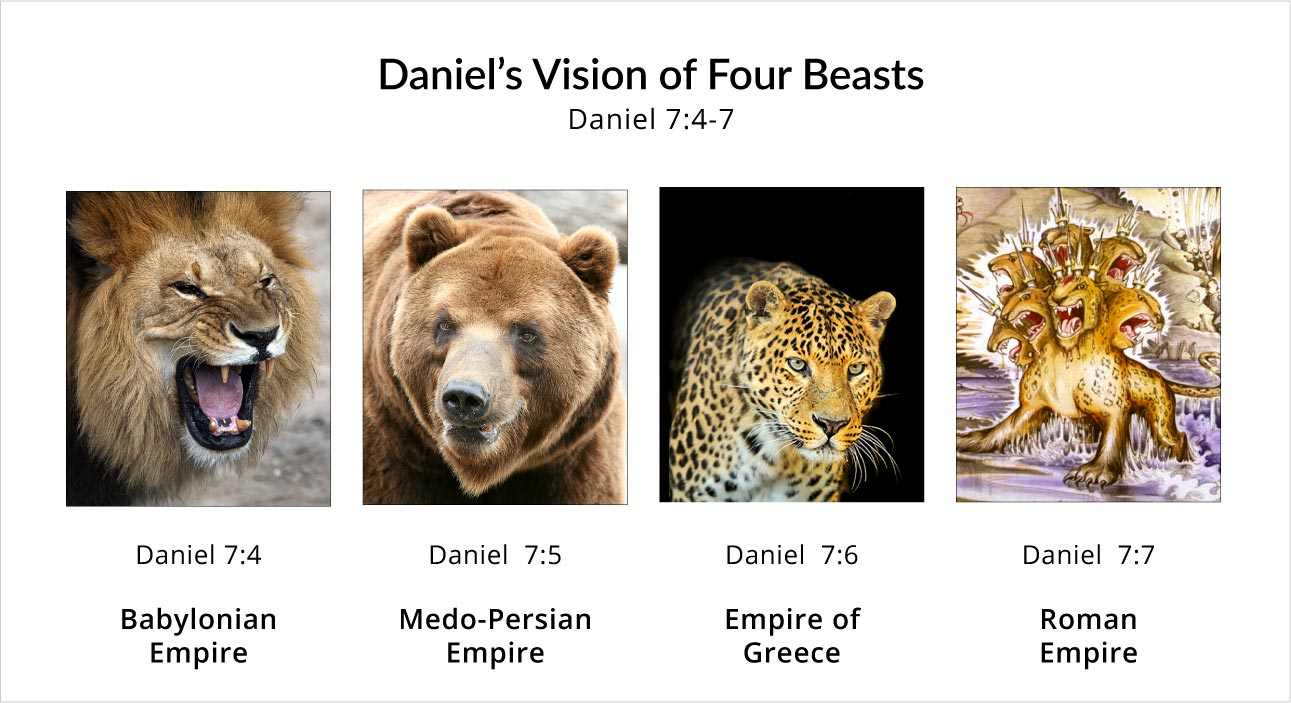 Daniel’s Vision of Four Beasts
Daniel 7:4-7
Daniel 7:4
Daniel 7:5
Daniel 7:6
Daniel 7:7
Babylonian
Empire
Medo-Persian
Empire
Empire of
Greece
Roman
Empire